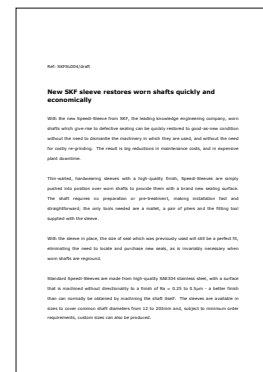 Ref: SKFS1004/draft
New SKF sleeve restores worn shafts quickly and
economically
With the new Speedi-Sleeve from SKF, the leading knowledge engineering company, worn
shafts which give rise to defective sealing can be quickly restored to good-as-new condition
without the need to dismantle the machinery in which they are used, and without the need
for costly re-grinding. The result is big reductions in maintenance costs, and in expensive
plant downtime.
Thin-walled, hardwearing sleeves with a high-quality finish, Speedi-Sleeves are simply
pushed into position over worn shafts to provide them with a brand new sealing surface.
The shaft requires no preparation or pre-treatment, making installation fast and
straightforward; the only tools needed are a mallet, a pair of pliers and the fitting tool
supplied with the sleeve.
With the sleeve in place, the size of seal which was previously used will still be a perfect fit,
eliminating the need to locate and purchase new seals, as is invariably necessary when
worn shafts are reground.
Standard Speedi-Sleeves are made from high-quality SAE304 stainless steel, with a surface
that is machined without directionality to a finish of Ra = 0.25 to 0.5µm - a better finish
than can normally be obtained by machining the shaft itself. The sleeves are available in
sizes to cover common shaft diameters from 12 to 203mm and, subject to minimum order
requirements, custom sizes can also be produced.